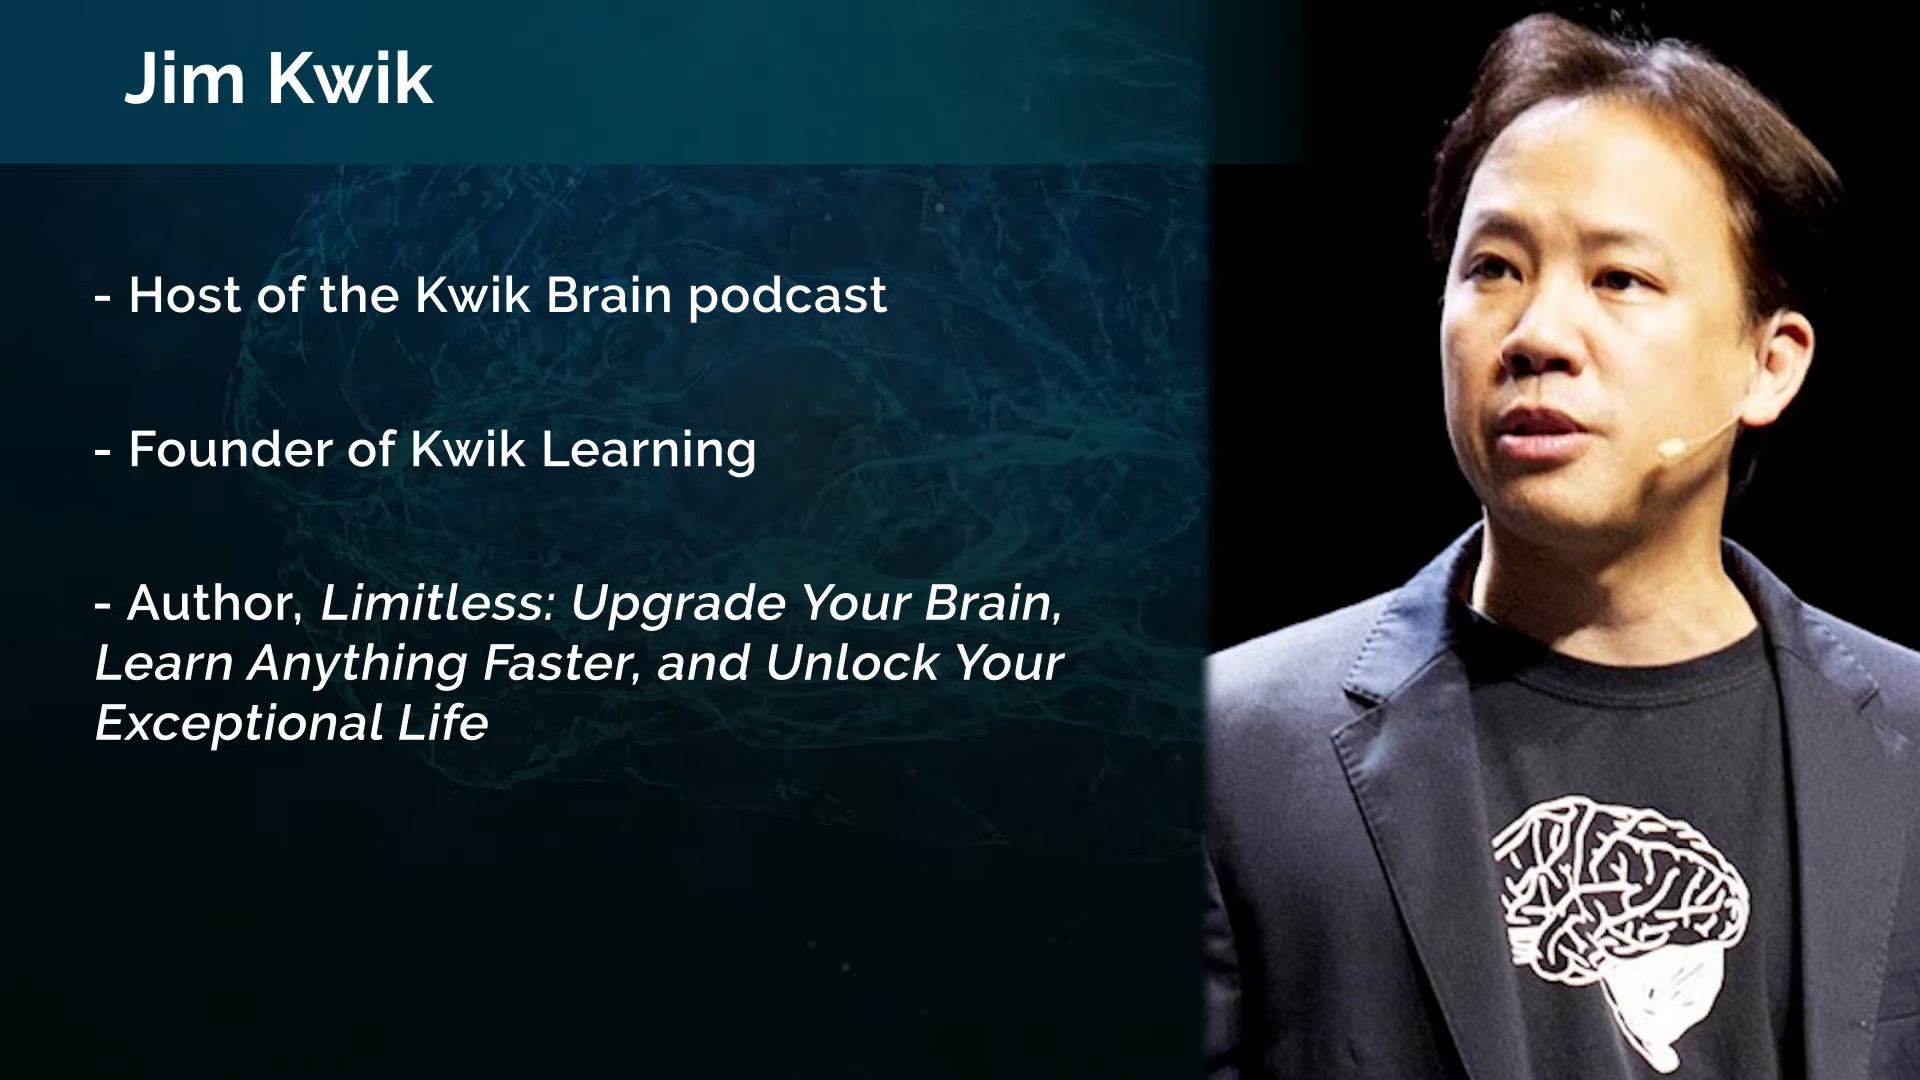 Jim Kwik
- Host of the Kwik Brain podcast
- Founder of Kwik Learning
- Author, Limitless: Upgrade Your Brain,
Learn Anything Faster, and Unlock Your
Exceptional Life